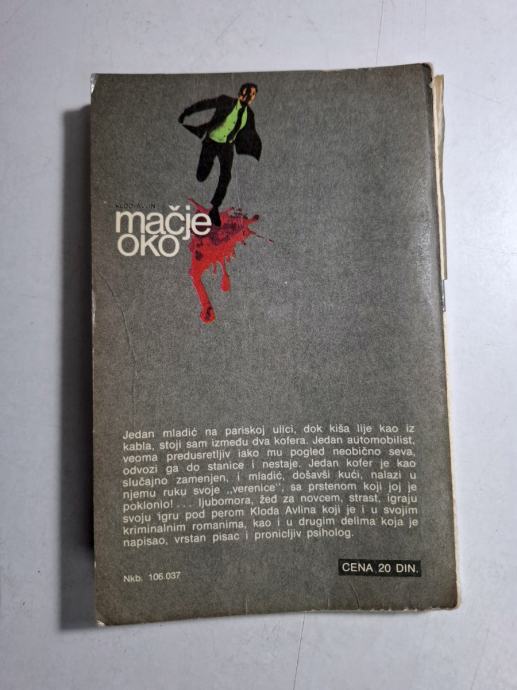 KLOD AVLIN
mačje
oko
Jedan mladić na pariskoj ulici, dok kiša lije kao iz
kabla, stoji sam između dva kofera. Jedan automobilist,
veoma predusretljiv iako mu pogled neobično seva,
odvozi ga do stanice i nestaje. Jedan kofer je kao
slučajno zamenjen, i mladić, došavši kući, nalazi u
njemu ruku svoje „verenice", sa prstenom koji joj je
poklonio! . . . ljubomora, žed za novcem, strast, igraju
svoju igru pod perom Kloda Avlina koji je i u svojim
kriminalnim romanima, kao i u drugim delima koja je
napisao, vrstan pisac i pronicljiv psiholog.
CENA 20 DIN.
Nkb. 106.037